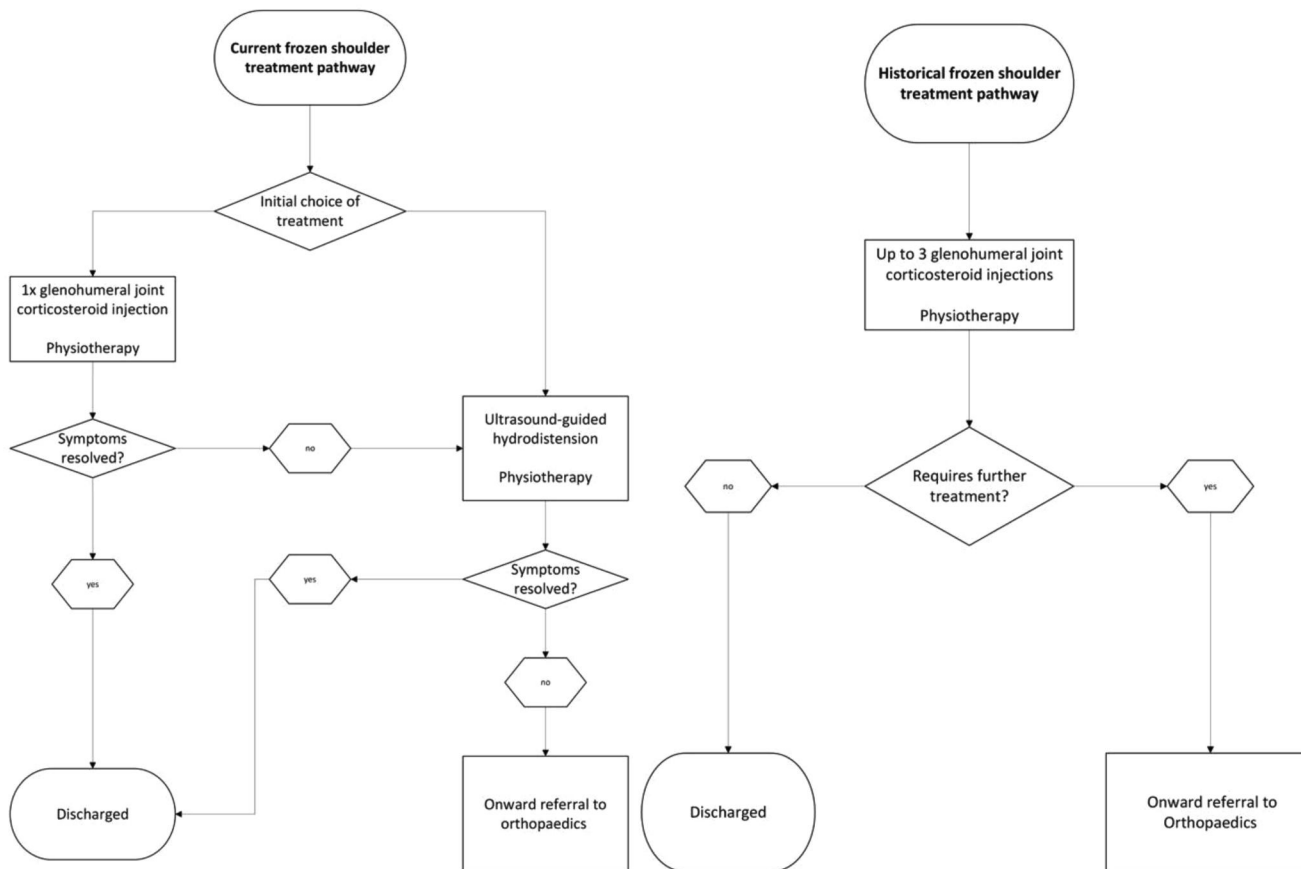 Current frozen shoulder
treatment pathway
Initial choice of
treatment
1x glenohumeral joint
corticosteroid injection
Physiotherapy
Symptoms
resolved?
no
Ultrasound-guided
hydrodistension
Physiotherapy
yes
yes
Symptoms
resolved?
no
Discharged
Onward referral to
orthopaedics
Historical frozen shoulder
treatment pathway
Up to 3 glenohumeral joint
corticosteroid injections
Physiotherapy
Requires further
treatment?
no
yes
Discharged
Onward referral to
Orthopaedics